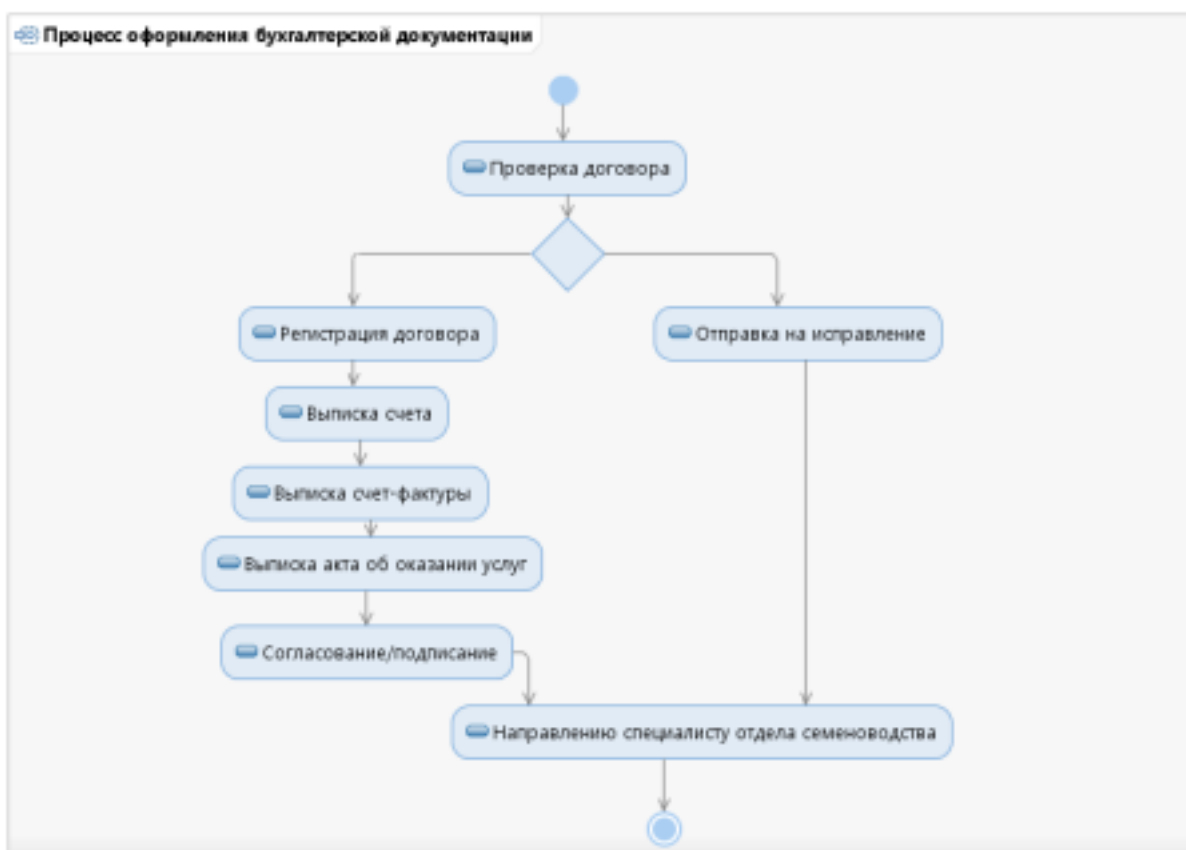 Процесс оформления бухгалтерской документации
Проверка договора
Регистрация договора
Отправка на исправление
Выписка счета
Выписка счет-фактуры
Выписка акта об оказании услуг
Согласование/подписание
Направлению специалисту отдела семеноводства